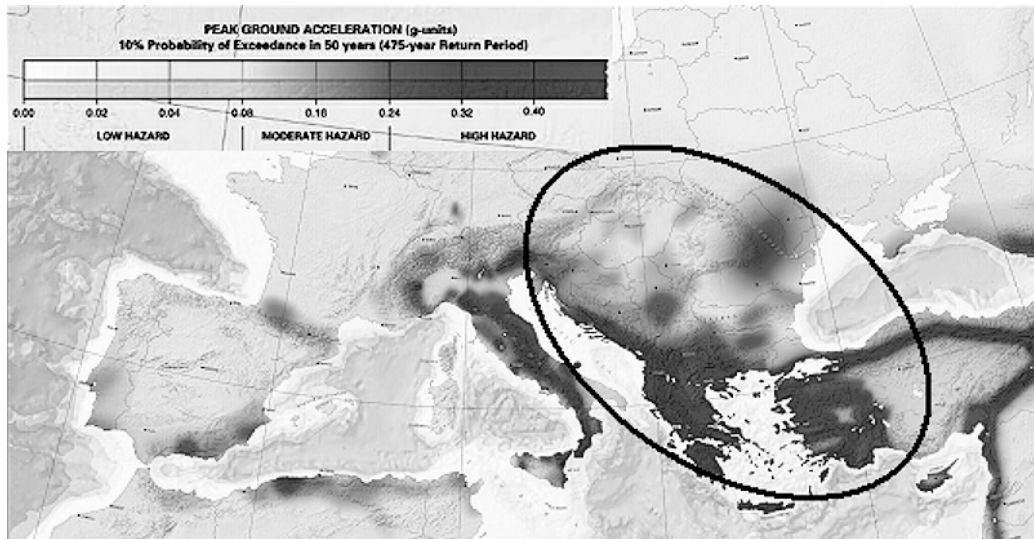 PEAK GROUND ACCELERATION (g-units)
10% Probability of Exceedance in 50 years (475-year Return Period)
0.00 0.02 0.04 0.08 0.16 0.24 0.32 0.40
LOW HAZARD MODERATE HAZARD HIGH HAZARD